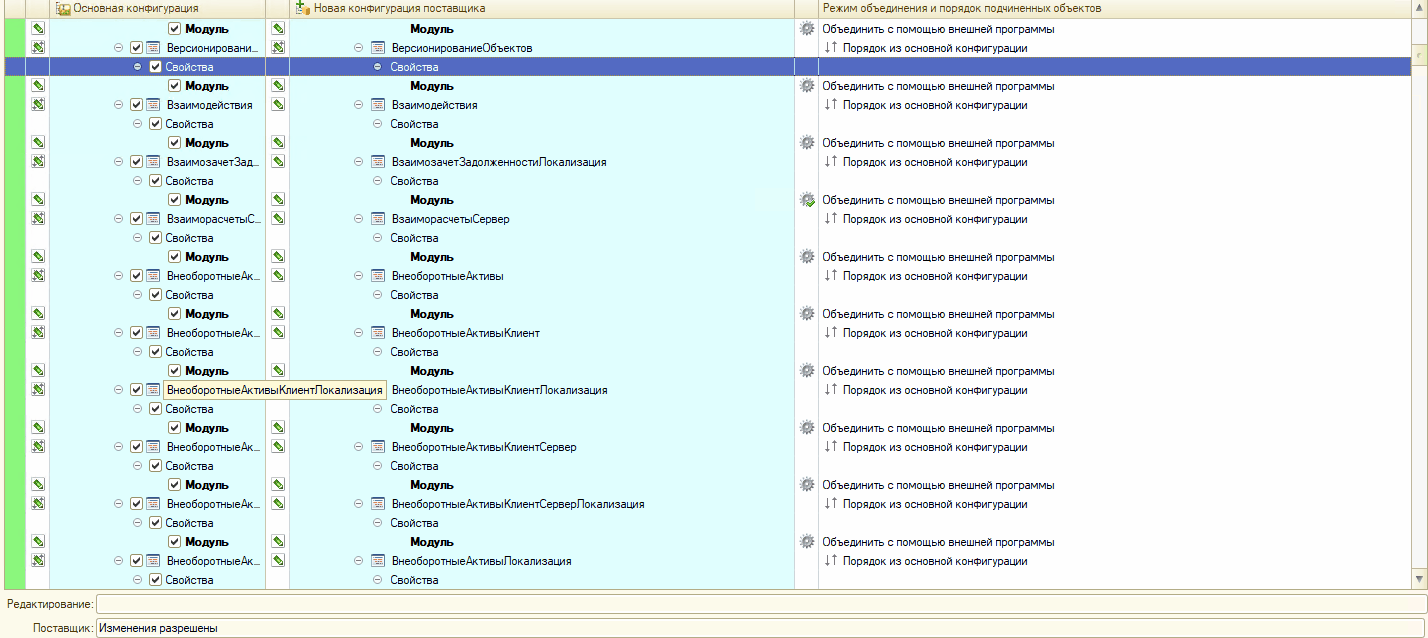 Основная конфигурация Новая конфигурация поставщика Режим объединения и порядок подчиненных объектов
Модуль Модуль Объединить с помощью внешней программы
Версионировани... ВерсионированиеОбъектов Порядок из основной конфигурации
Свойства Свойства
Модуль Модуль Объединить с помощью внешней программы
Взаимодействия Взаимодействия Порядок из основной конфигурации
Свойства Свойства
Модуль Модуль Объединить с помощью внешней программы
ВзаимозачетЗад... ВзаимозачетЗадолженностиЛокализация Порядок из основной конфигурации
Свойства Свойства
Модуль Модуль Объединить с помощью внешней программы
ВзаиморасчетыС... ВзаиморасчетыСервер Порядок из основной конфигурации
Свойства Свойства
Модуль Модуль Объединить с помощью внешней программы
ВнеоборотныеАк... ВнеоборотныеАктивы Порядок из основной конфигурации
Свойства Свойства
Модуль Модуль Объединить с помощью внешней программы
ВнеоборотныеАк... ВнеоборотныеАктивыКлиент Порядок из основной конфигурации
Свойства Свойства
Модуль Модуль Объединить с помощью внешней программы
ВнеоборотныеАктивыКлиентЛокализация ВнеоборотныеАктивыКлиентЛокализация Порядок из основной конфигурации
Свойства Свойства
Модуль Модуль Объединить с помощью внешней программы
ВнеоборотныеАк... ВнеоборотныеАктивыКлиентСервер Порядок из основной конфигурации
Свойства Свойства
Модуль Модуль Объединить с помощью внешней программы
ВнеоборотныеАк... ВнеоборотныеАктивыКлиентСерверЛокализация Порядок из основной конфигурации
Свойства Свойства
Модуль Модуль Объединить с помощью внешней программы
ВнеоборотныеАк... ВнеоборотныеАктивыЛокализация Порядок из основной конфигурации
Свойства Свойства
Редактирование:
Поставщик: Изменения разрешены